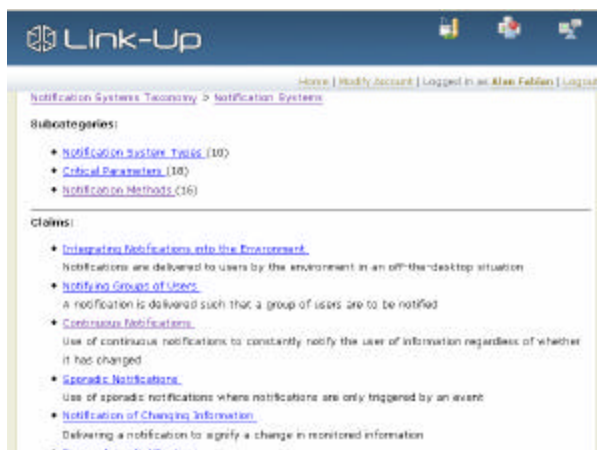 Link-Up
Home | Modify Account | Logged in as Alan Fabian | Logout
Notification Systems Taxonomy > Notification Systems
Subcategories:
Notification System Types (10)
Critical Parameters (18)
Notification Methods (16)
Claims:
Integrating Notifications into the Environment
Notifications are delivered to users by the environment in an off-the-desktop situation
Notifying Groups of Users
A notification is delivered such that a group of users are to be notified
Continuous Notifications
Use of continuous notifications to constantly notify the user of information regardless of whether
it has changed
Sporadic Notifications
Use of sporadic notifications where notifications are only triggered by an event
Notification of Changing Information
Delivering a notification to signify a change in monitored information